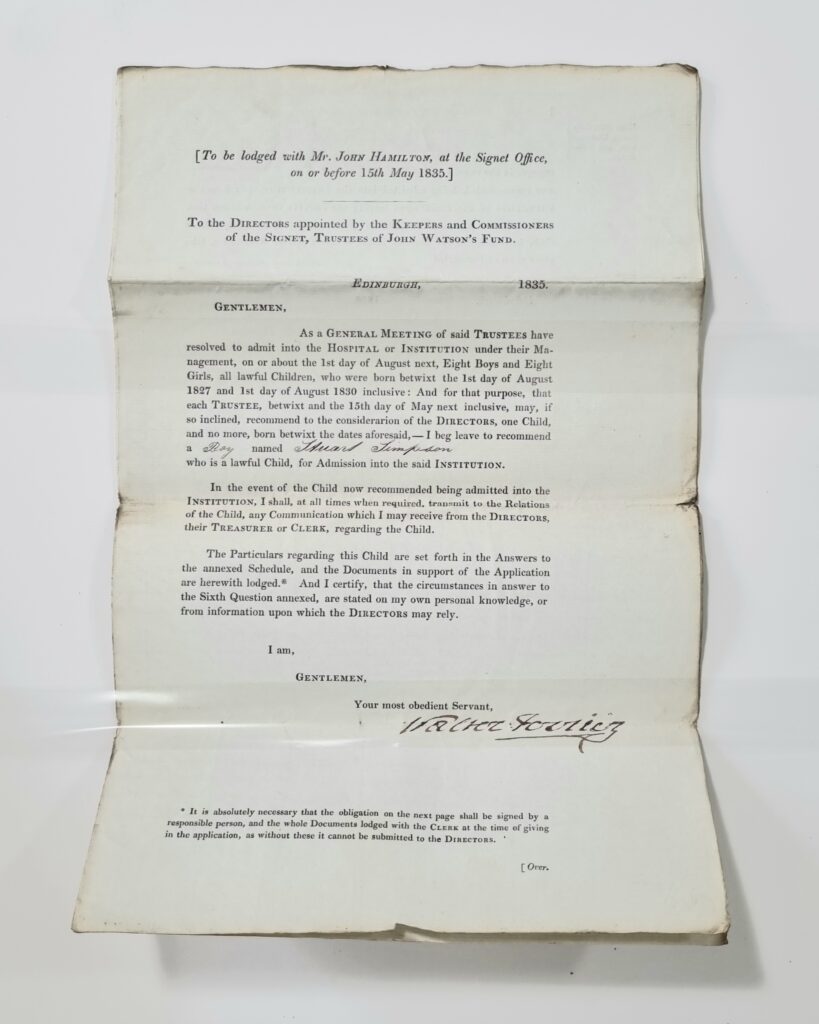 [To be lodged with Mr. JOHN HAMILTON, at the Signet Office,
on or before 15th May 1835.]
To the DIRECTORS appointed by the KEEPERS and COMMISSIONERS
of the SIGNET, TRUSTEES of JOHN WATSON'S FUND.
EDINBURGH, 1835.
GENTLEMEN,
As a GENERAL MEETING of said TRUSTEES have
resolved to admit into the HOSPITAL or INSTITUTION under their Ma-
nagement, on or about the 1st day of August next, Eight Boys and Eight
Girls, all lawful Children, who were born betwixt the 1st day of August
1827 and 1st day of August 1830 inclusive: And for that purpose, that
each TRUSTEE, betwixt and the 15th day of May next inclusive, may, if
so inclined, recommend to the considerarion of the DIRECTORS, one Child,
and no more, born betwixt the dates aforesaid,—I beg leave to recommend
a Boy named Stuart Simpson
who is a lawful Child, for Admission into the said INSTITUTION.
In the event of the Child now recommended being admitted into the
INSTITUTION, I shall, at all times when required, transmit to the Relations
of the Child, any Communication which I may receive from the DIRECTORS,
their TREASURER or CLERK, regarding the Child.
The Particulars regarding this Child are set forth in the Answers to
the annexed Schedule, and the Documents in support of the Application
are herewith lodged.* And I certify, that the circumstances in answer to
the Sixth Question annexed, are stated on my own personal knowledge, or
from information upon which the DIRECTORS may rely.
I am,
GENTLEMEN,
Your most obedient Servant,
Walter
* It is absolutely necessary that the obligation on the next page shall be signed by a
responsible person, and the whole Documents lodged with the CLERK at the time of giving
in the application, as without these it cannot be submitted to the DIRECTORS.
[Over.